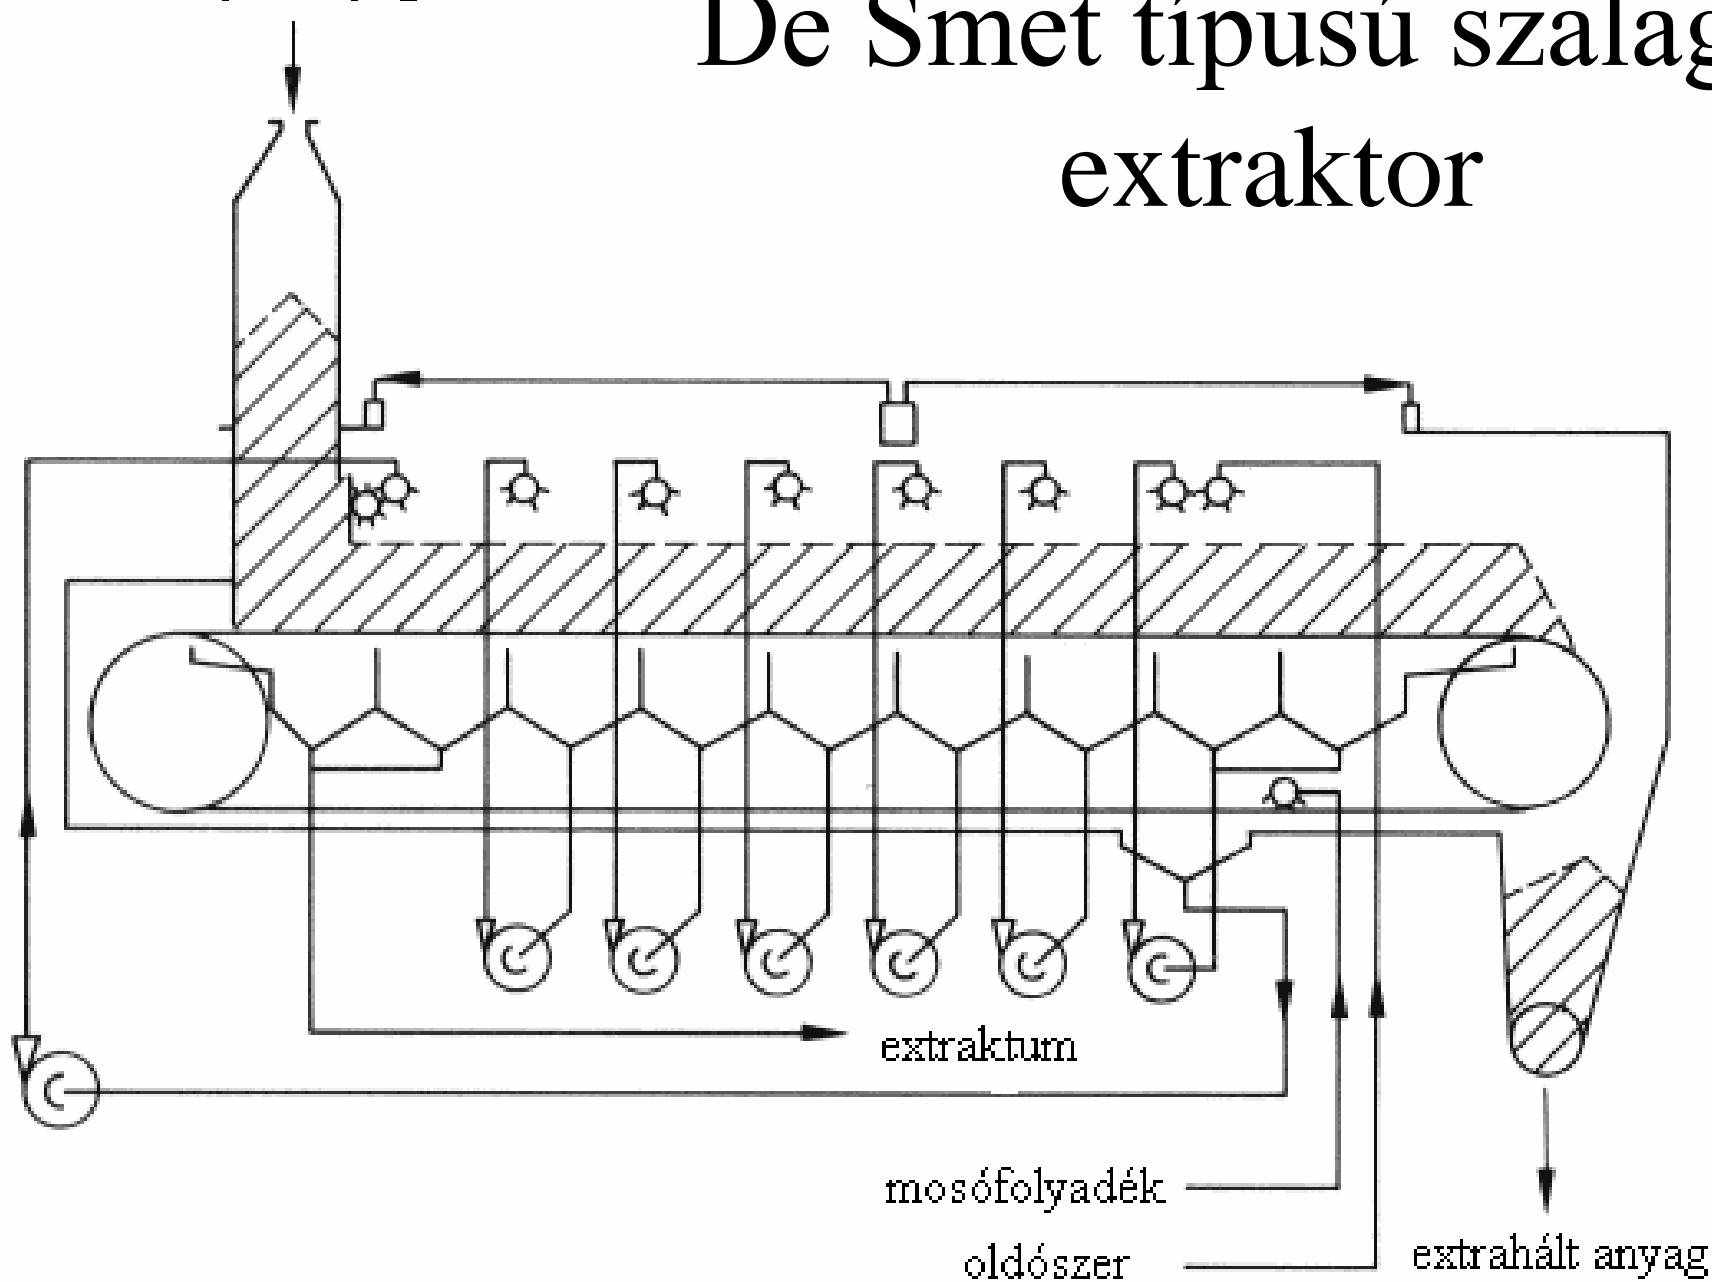 De Smet típusú szalag
extraktor
extraktum
mosófolyadék
oldószer
extrahált anyag